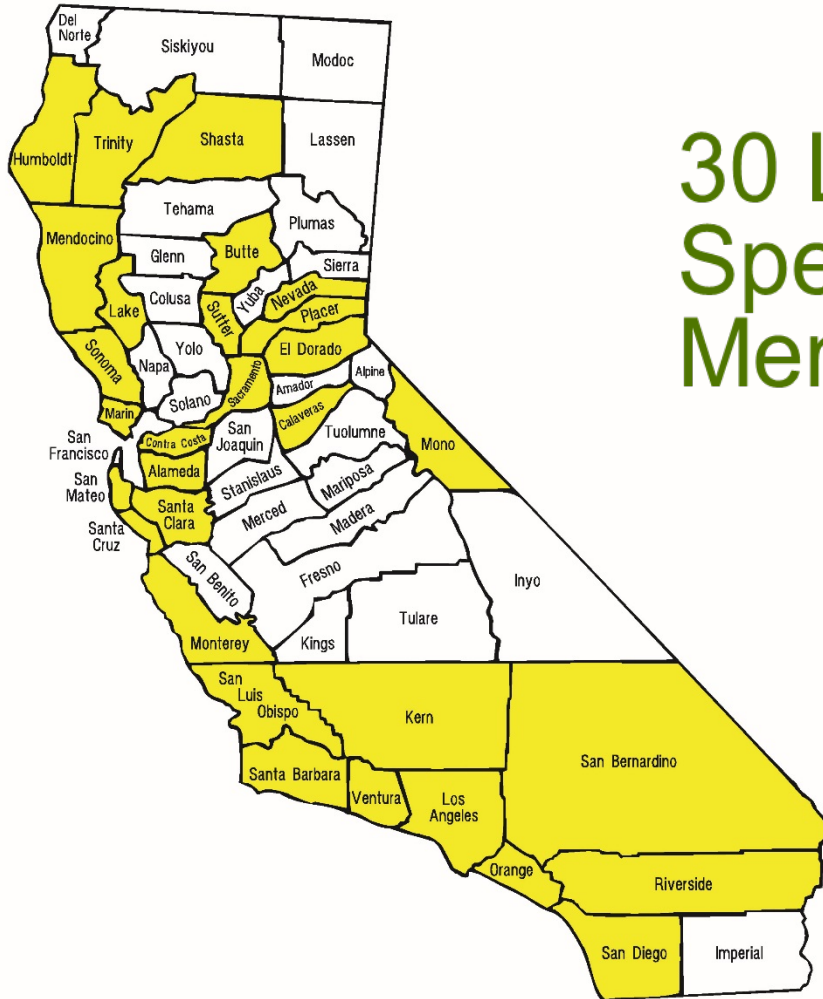 Del
Norte
Siskiyou
Modoc
Humboldt
Trinity
Shasta
Lassen
Tehama
Plumas
Mendocino
Glenn
Butte
Sierra
Colusa
Yuba
Nevada
Lake
Sutter
Placer
Sonoma
Napa
Yolo
El Dorado
Sacramento
Amador
Alpine
Solano
Marin
Calaveras
San
Francisco
Contra Costa
San
Joaquin
Tuolumne
Mono
San
Mateo
Alameda
Stanislaus
Mariposa
Santa
Cruz
Santa
Clara
Merced
Madera
San Benito
Fresno
Inyo
Monterey
Kings
Tulare
San
Luis
Obispo
Kern
San Bernardino
Santa Barbara
Ventura
Los
Angeles
Orange
Riverside
San Diego
Imperial
30 L
Spe
Mer